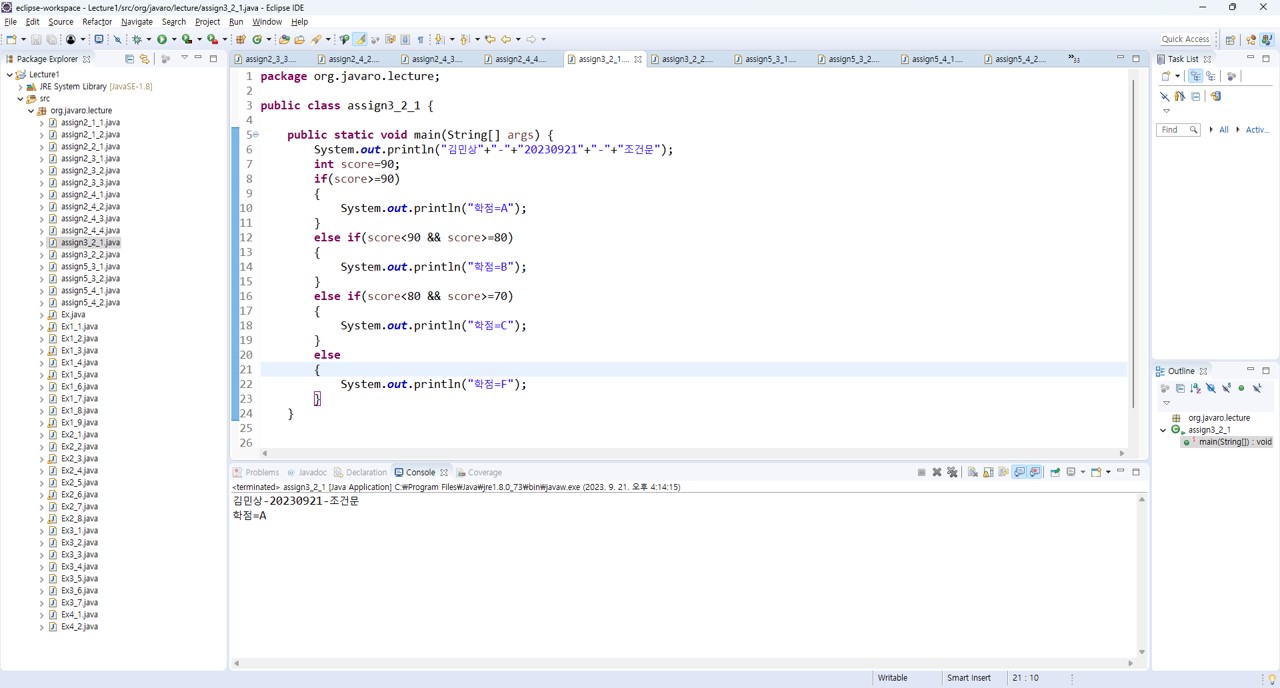 eclipse-workspace - Lecture1/src/org/javaro/lecture/assign3_2_1.java - Eclipse IDE
File Edit Source Refactor Navigate Search Project Run Window Help
Quick Access
Package Explorer
Lecture1
JRE System Library [JavaSE-1.8]
src
org.javaro.lecture
assign2_1_1.java
assign2_1_2.java
assign2_2_1.java
assign2_3_1.java
assign2_3_2.java
assign2_3_3.java
assign2_4_1.java
assign2_4_2.java
assign2_4_3.java
assign2_4_4.java
assign3_2_1.java
assign3_2_2.java
assign5_3_1.java
assign5_3_2.java
assign5_4_1.java
assign5_4_2.java
Ex.java
Ex1_1.java
Ex1_2.java
Ex1_3.java
Ex1_4.java
Ex1_5.java
Ex1_6.java
Ex1_7.java
Ex1_8.java
Ex1_9.java
Ex2_1.java
Ex2_2.java
Ex2_3.java
Ex2_4.java
Ex2_5.java
Ex2_6.java
Ex2_7.java
Ex2_8.java
Ex3_1.java
Ex3_2.java
Ex3_3.java
Ex3_4.java
Ex3_5.java
Ex3_6.java
Ex3_7.java
Ex4_1.java
Ex4_2.java
assign2_3_3.... assign2_4_2.... assign2_4_3.... assign2_4_4.... assign3_2_1.... assign3_2_2.... assign5_3_1.... assign5_3_2.... assign5_4_1.... assign5_4_2.... »33
1 package org.javaro.lecture;
2
3 public class assign3_2_1 {
4
5 public static void main(String[] args) {
6 System.out.println("김민상"+"-"+"20230921"+"-"+"조건문");
7 int score=90;
8 if(score>=90)
9 {
10 System.out.println("학점=A");
11 }
12 else if(score<90 && score>=80)
13 {
14 System.out.println("학점=B");
15 }
16 else if(score<80 && score>=70)
17 {
18 System.out.println("학점=C");
19 }
20 else
21 {
22 System.out.println("학점=F");
23 }
24 }
25
26
Problems Javadoc Declaration Console Coverage
<terminated> assign3_2_1 [Java Application] C:₩Program Files₩Java₩jre1.8.0_73₩bin₩javaw.exe (2023. 9. 21. 오후 4:14:15)
김민상-20230921-조건문
학점=A
Task List
Find All Activ...
Outline
org.javaro.lecture
assign3_2_1
main(String[]) : void
Writable Smart Insert 21 : 10